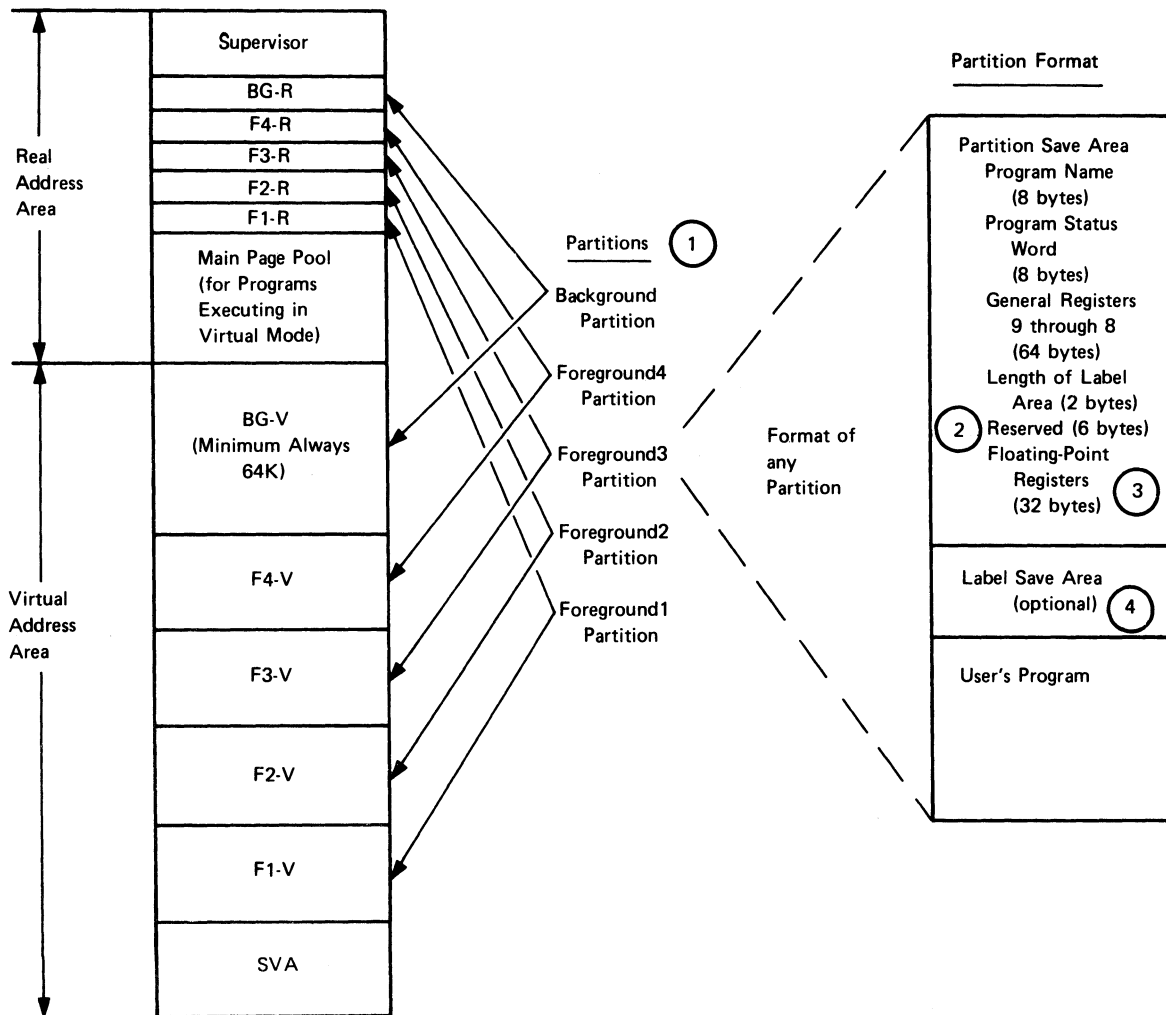 Supervisor
BG-R
F4-R
F3-R
F2-R
F1-R
Main Page Pool
(for Programs
Executing in
Virtual Mode)
BG-V
(Minimum Always
64K)
F4-V
F3-V
F2-V
F1-V
SVA
Real
Address
Area
Virtual
Address
Area
Partitions 1
Background
Partition
Foreground4
Partition
Foreground3
Partition
Foreground2
Partition
Foreground1
Partition
Format of
any
Partition
Partition Format
Partition Save Area
Program Name
(8 bytes)
Program Status
Word
(8 bytes)
General Registers
9 through 8
(64 bytes)
Length of Label
Area (2 bytes)
2 Reserved (6 bytes)
Floating-Point
Registers
(32 bytes) 3
Label Save Area
(optional) 4
User's Program